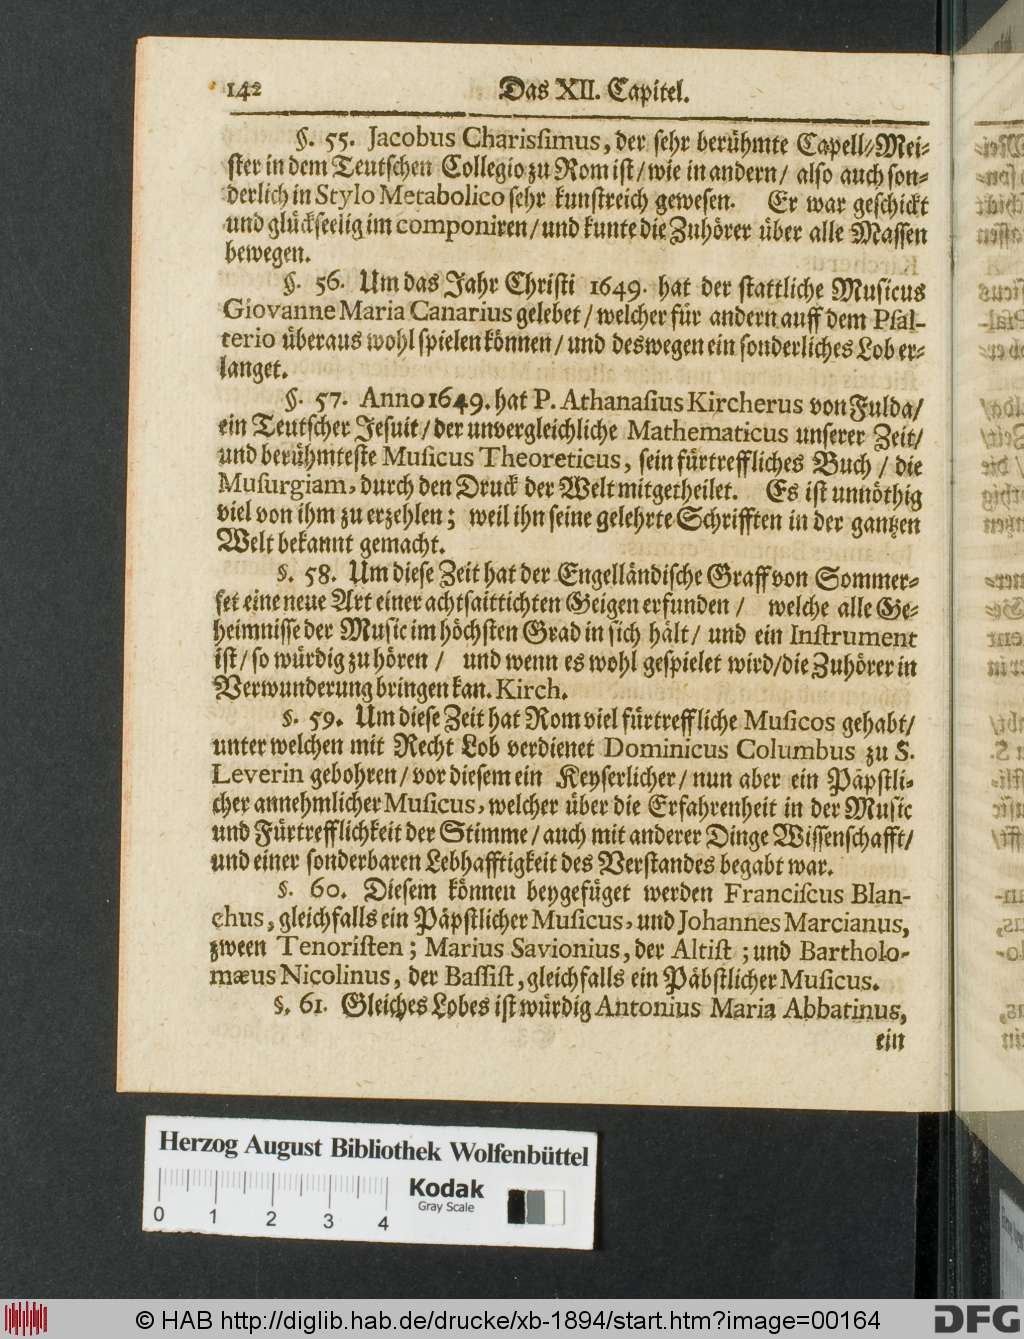 142 Das XII. Capitel.
§. 55. Jacobus Charissimus, der sehr berühmte Capell-Mei-
ster in dem Teutschen Collegio zu Rom ist/ wie in andern/ also auch son-
derlich in Stylo Metabolico sehr kunstreich gewesen. Er war geschickt
und glückseelig im componiren/ und kunte die Zuhörer über alle Massen
bewegen.
§. 56. Um das Jahr Christi 1649. hat der stattliche Musicus
Giovanne Maria Canarius gelebet/ welcher für andern auff dem Psal-
terio überaus wohl spielen können/ und deswegen ein sonderliches Lob er-
langet.
§. 57. Anno 1649. hat P. Athanasius Kircherus von Fulda/
ein Teutscher Jesuit/ der unvergleichliche Mathematicus unserer Zeit/
und berühmteste Musicus Theoreticus, sein fürtreffliches Buch / die
Musurgiam, durch den Druck der Welt mitgetheilet. Es ist unnöthig
viel von ihm zu erzehlen; weil ihn seine gelehrte Schrifften in der gantzen
Welt bekannt gemacht.
§. 58. Um diese Zeit hat der Engelländische Graff von Sommer-
set eine neue Art einer achtsaittichten Geigen erfunden / welche alle Ge-
heimnisse der Music im höchsten Grad in sich hält/ und ein Instrument
ist/ so würdig zu hören / und wenn es wohl gespielet wird/ die Zuhörer in
Verwunderung bringen kan. Kirch.
§. 59. Um diese Zeit hat Rom viel fürtreffliche Musicos gehabt/
unter welchen mit Recht Lob verdienet Dominicus Columbus zu S.
Leverin gebohren/ vor diesem ein Keyserlicher/ nun aber ein Päpstli-
cher annehmlicher Musicus, welcher über die Erfahrenheit in der Music
und Fürtrefflichkeit der Stimme/ auch mit anderer Dinge Wissenschafft/
und einer sonderbaren Lebhafftigkeit des Verstandes begabt war.
§. 60. Diesem können beygefüget werden Franciscus Blan-
chus, gleichfalls ein Päpstlicher Musicus, und Johannes Marcianus,
zween Tenoristen; Marius Savionius, der Altist; und Bartholo-
mæus Nicolinus, der Bassist, gleichfalls ein Päbstlicher Musicus.
§. 61. Gleiches Lobes ist würdig Antonius Maria Abbatinus,
ein
Herzog August Bibliothek Wolfenbüttel
0 1 2 3 4
Kodak
Gray Scale
© HAB http://diglib.hab.de/drucke/xb-1894/start.htm?image=00164
DFG